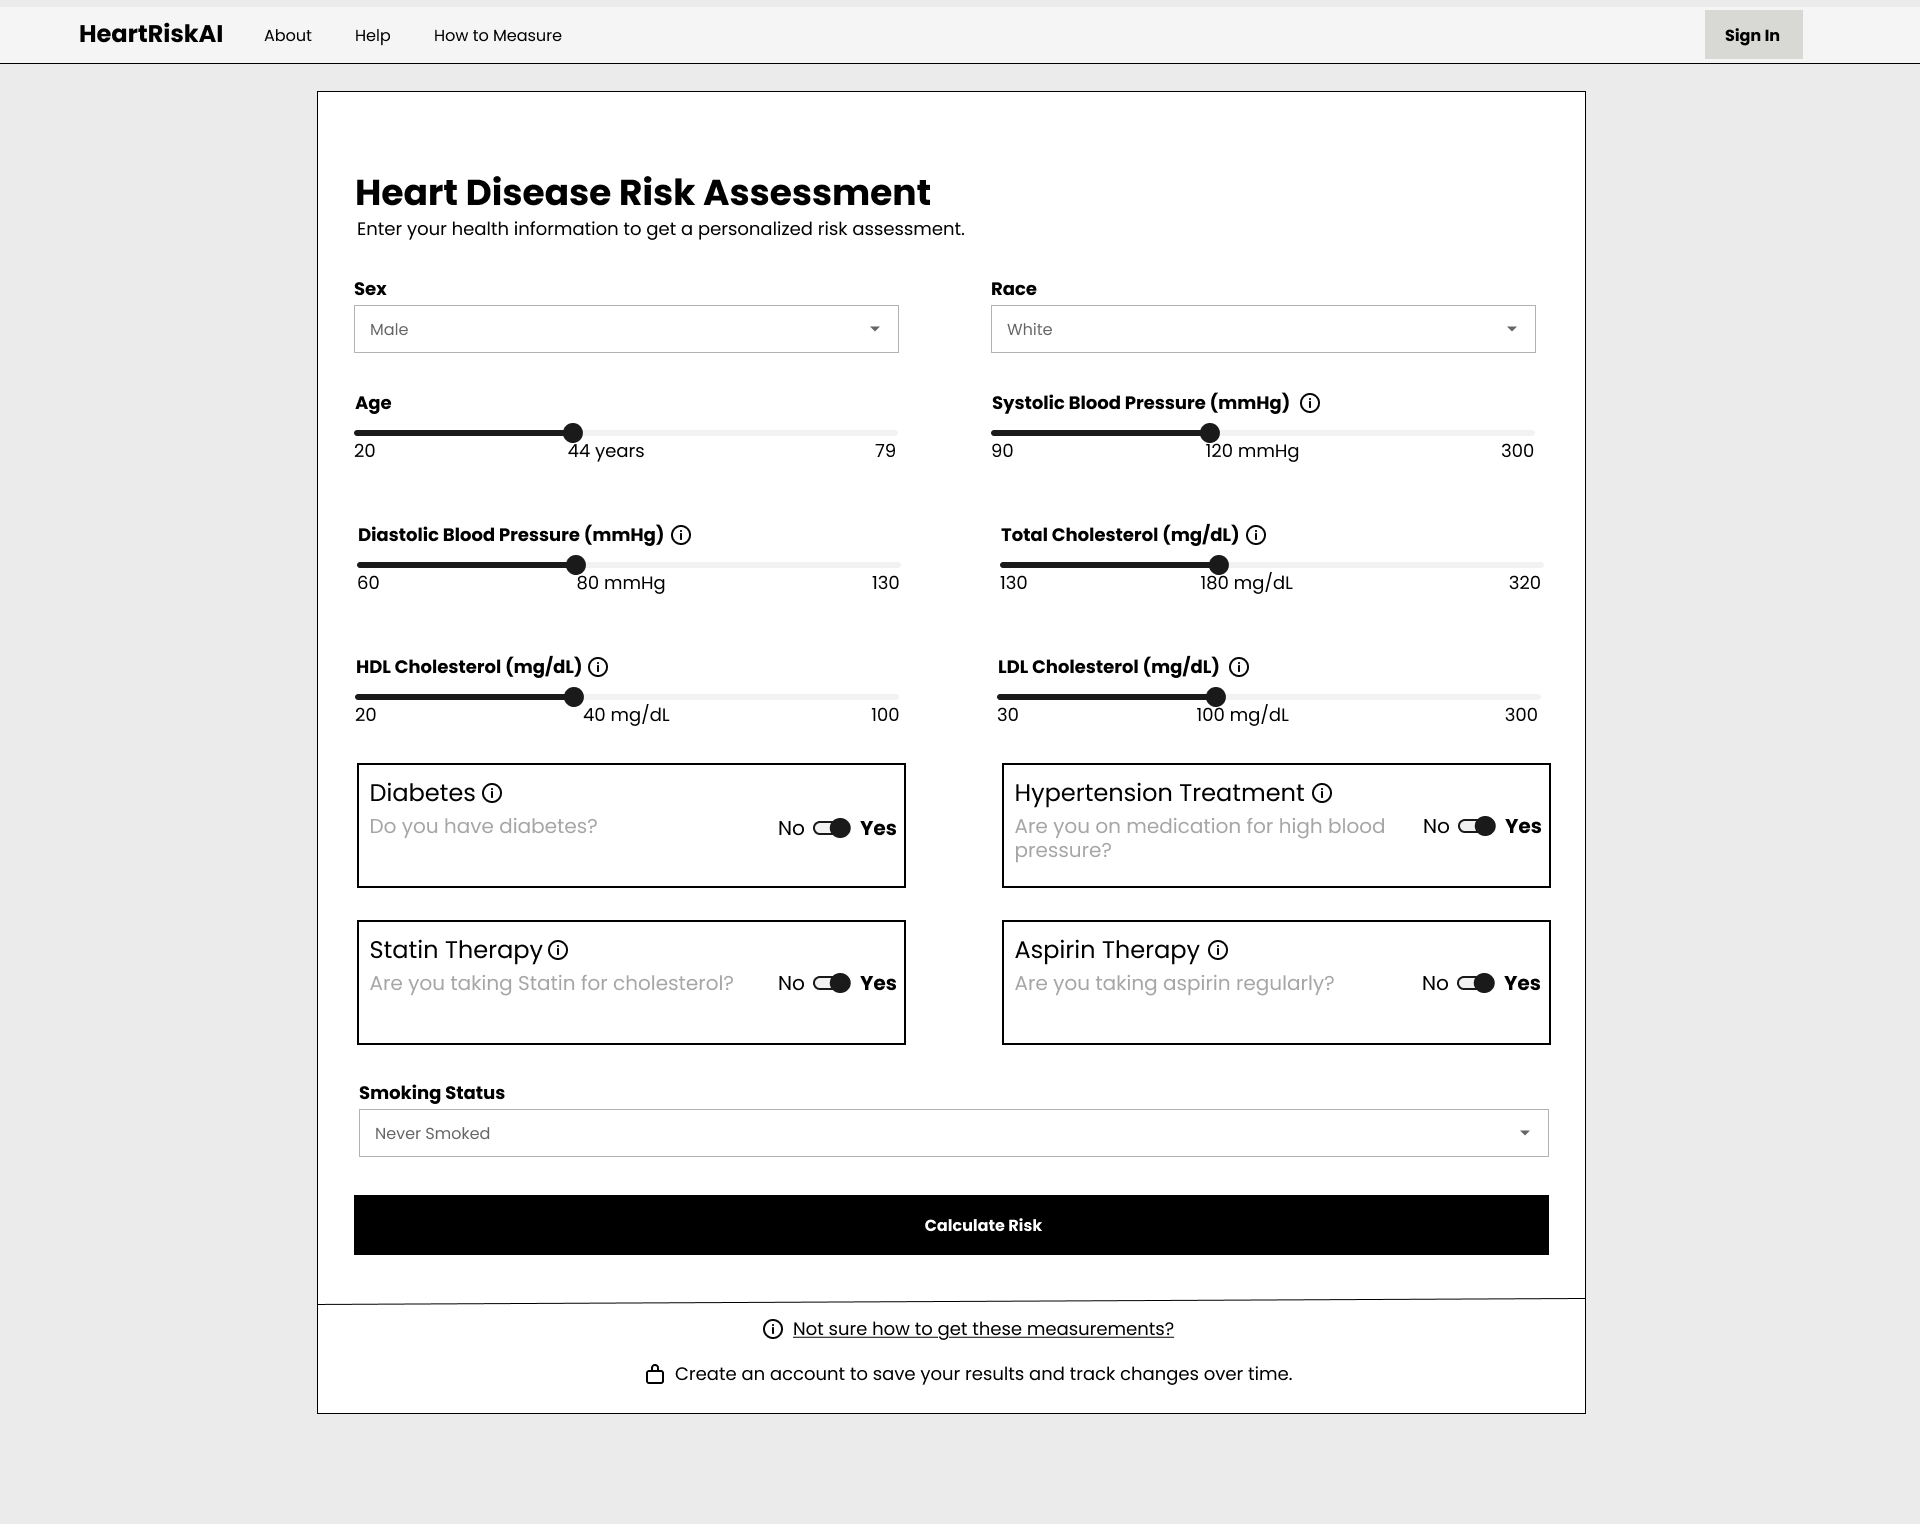 HeartRiskAI About Help How to Measure Sign In
Heart Disease Risk Assessment
Enter your health information to get a personalized risk assessment.
Sex
Male
Race
White
Age
20 44 years 79
Systolic Blood Pressure (mmHg)
90 120 mmHg 300
Diastolic Blood Pressure (mmHg)
60 80 mmHg 130
Total Cholesterol (mg/dL)
130 180 mg/dL 320
HDL Cholesterol (mg/dL)
20 40 mg/dL 100
LDL Cholesterol (mg/dL)
30 100 mg/dL 300
Diabetes
Do you have diabetes?
No Yes
Hypertension Treatment
Are you on medication for high blood
pressure?
No Yes
Statin Therapy
Are you taking Statin for cholesterol?
No Yes
Aspirin Therapy
Are you taking aspirin regularly?
No Yes
Smoking Status
Never Smoked
Calculate Risk
Not sure how to get these measurements?
Create an account to save your results and track changes over time.